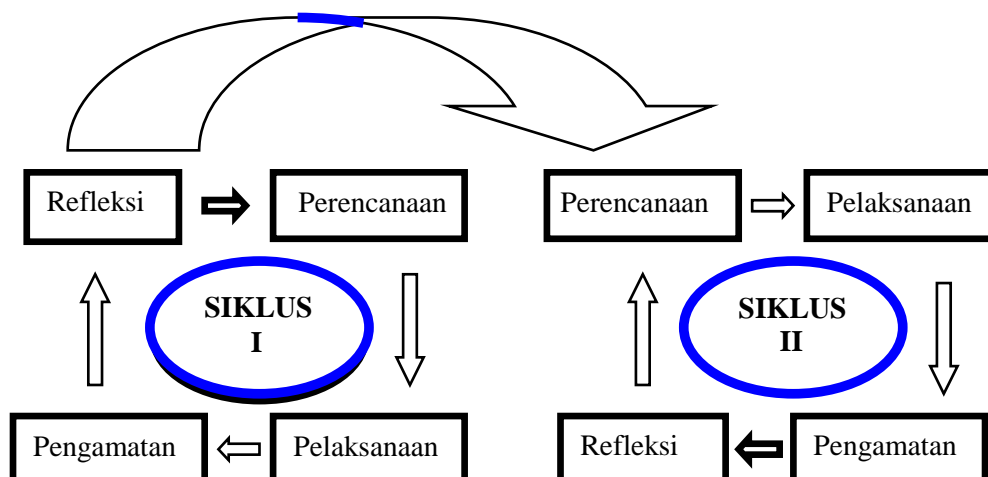 Refleksi
Perencanaan
Perencanaan
Pelaksanaan
SIKLUS
I
SIKLUS
II
Pengamatan
Pelaksanaan
Refleksi
Pengamatan